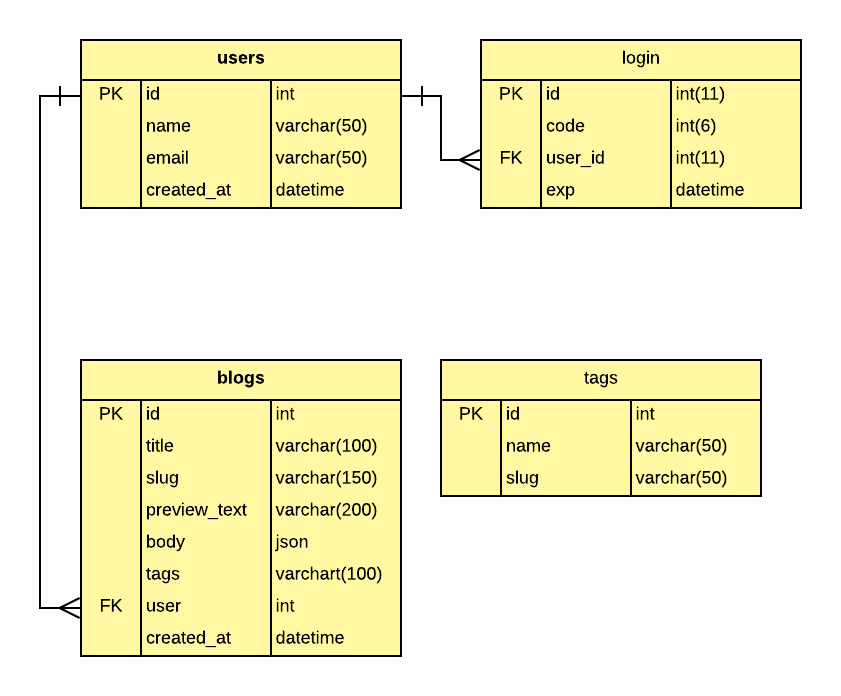 users
PK id int
name varchar(50)
email varchar(50)
created_at datetime
login
PK id int(11)
code int(6)
FK user_id int(11)
exp datetime
blogs
PK id int
title varchar(100)
slug varchar(150)
preview_text varchar(200)
body json
tags varchart(100)
FK user int
created_at datetime
tags
PK id int
name varchar(50)
slug varchar(50)